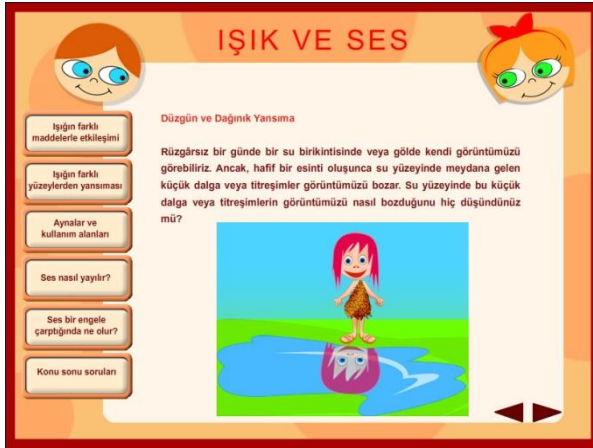 IŞIK VE SES
Işığın farklı
maddelerle etkileşimi
Işığın farklı
yüzeylerden yansıması
Aynalar ve
kullanım alanları
Ses nasıl yayılır?
Ses bir engele
çarptığında ne olur?
Konu sonu soruları
Düzgün ve Dağınık Yansıma
Rüzgârsız bir günde bir su birikintisinde veya gölde kendi görüntümüzü
görebiliriz. Ancak, hafif bir esinti oluşunca su yüzeyinde meydana gelen
küçük dalga veya titreşimler görüntümüzü bozar. Su yüzeyinde bu küçük
dalga veya titreşimlerin görüntümüzü nasıl bozduğunu hiç düşündünüz
mü?